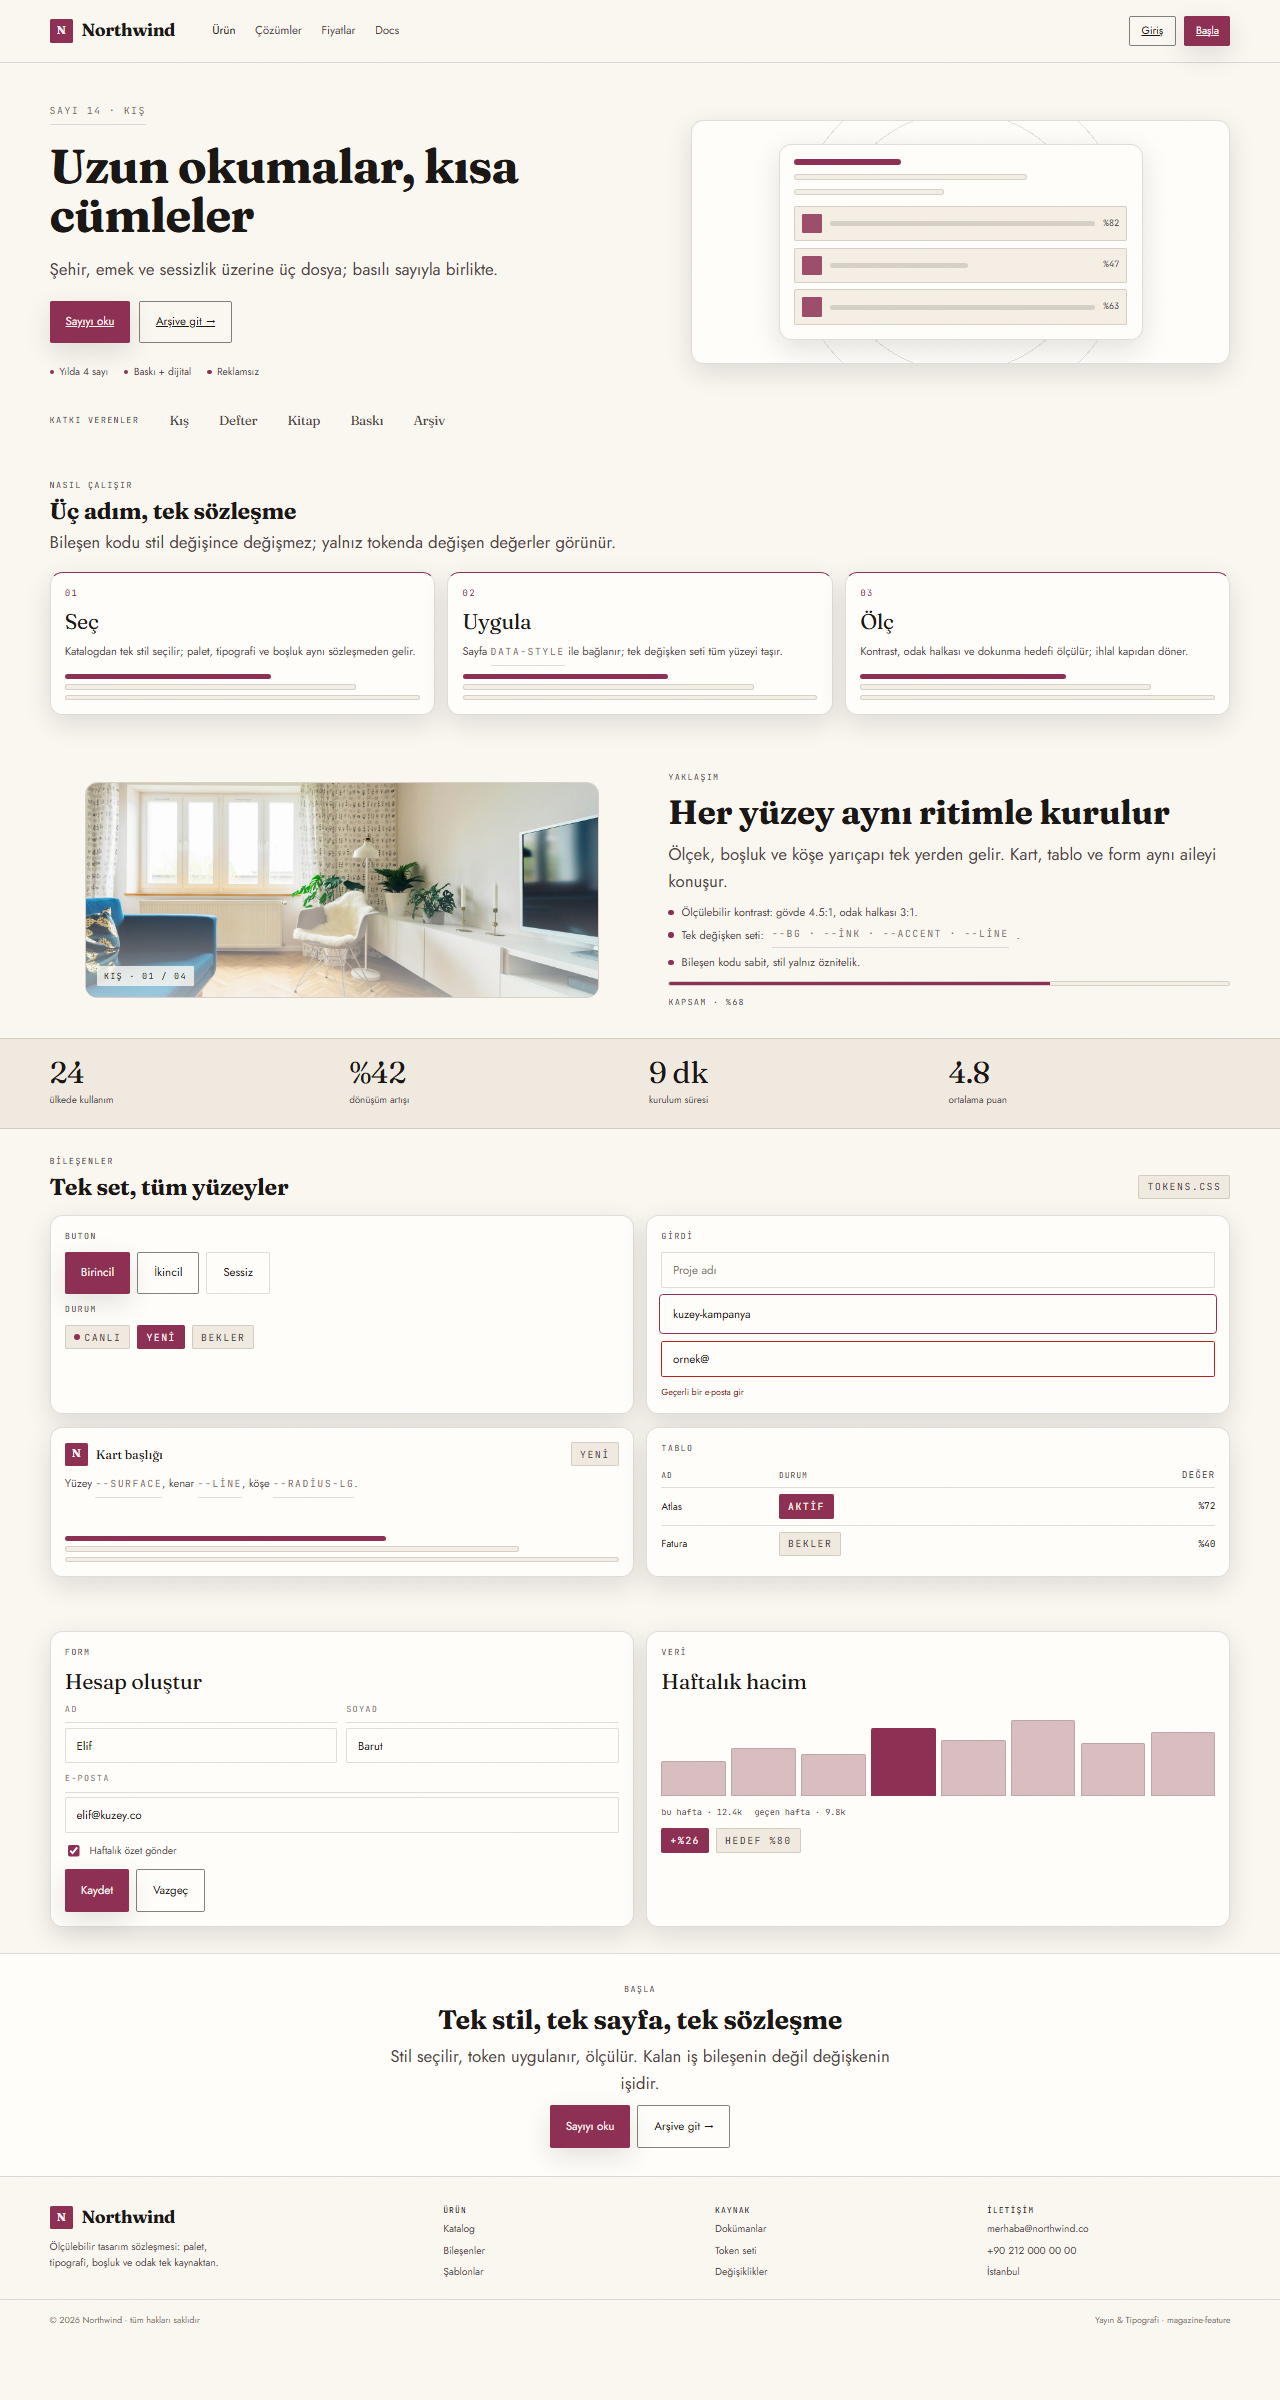 N Northwind Ürün Çözümler Fiyatlar Docs Giriş Başla
SAYI 14 · KIŞ
Uzun okumalar, kısa
cümleler
Şehir, emek ve sessizlik üzerine üç dosya; basılı sayıyla birlikte.
Sayıyı oku Arşive git →
Yılda 4 sayı Baskı + dijital Reklamsız
%82
%47
%63
KATKI VERENLER Kış Defter Kitap Baskı Arşiv
NASIL ÇALIŞIR
Üç adım, tek sözleşme
Bileşen kodu stil değişince değişmez; yalnız tokenda değişen değerler görünür.
01
Seç
Katalogdan tek stil seçilir; palet, tipografi ve boşluk aynı sözleşmeden gelir.
02
Uygula
Sayfa DATA-STYLE ile bağlanır; tek değişken seti tüm yüzeyi taşır.
03
Ölç
Kontrast, odak halkası ve dokunma hedefi ölçülür; ihlal kapıdan döner.
KIŞ · 01 / 04
YAKLAŞIM
Her yüzey aynı ritimle kurulur
Ölçek, boşluk ve köşe yarıçapı tek yerden gelir. Kart, tablo ve form aynı aileyi
konuşur.
Ölçülebilir kontrast: gövde 4.5:1, odak halkası 3:1.
Tek değişken seti: --BG · --İNK · --ACCENT · --LİNE .
Bileşen kodu sabit, stil yalnız öznitelik.
KAPSAM · %68
24
ülkede kullanım
%42
dönüşüm artışı
9 dk
kurulum süresi
4.8
ortalama puan
BİLEŞENLER
Tek set, tüm yüzeyler
TOKENS.CSS
BUTON
Birincil İkincil Sessiz
DURUM
CANLI YENİ BEKLER
GİRDİ
Proje adı
kuzey-kampanya
ornek@
Geçerli bir e-posta gir
N Kart başlığı YENİ
Yüzey --SURFACE, kenar --LİNE, köşe --RADİUS-LG.
TABLO
AD DURUM DEĞER
Atlas AKTİF %72
Fatura BEKLER %40
FORM
Hesap oluştur
AD SOYAD
Elif Barut
E-POSTA
elif@kuzey.co
Haftalık özet gönder
Kaydet Vazgeç
VERİ
Haftalık hacim
bu hafta · 12.4k geçen hafta · 9.8k
+%26 HEDEF %80
BAŞLA
Tek stil, tek sayfa, tek sözleşme
Stil seçilir, token uygulanır, ölçülür. Kalan iş bileşenin değil değişkenin
işidir.
Sayıyı oku Arşive git →
N Northwind
Ölçülebilir tasarım sözleşmesi: palet,
tipografi, boşluk ve odak tek kaynaktan.
ÜRÜN
Katalog
Bileşenler
Şablonlar
KAYNAK
Dokümanlar
Token seti
Değişiklikler
İLETİŞİM
merhaba@northwind.co
+90 212 000 00 00
İstanbul
© 2026 Northwind · tüm hakları saklıdır
Yayın & Tipografi · magazine-feature